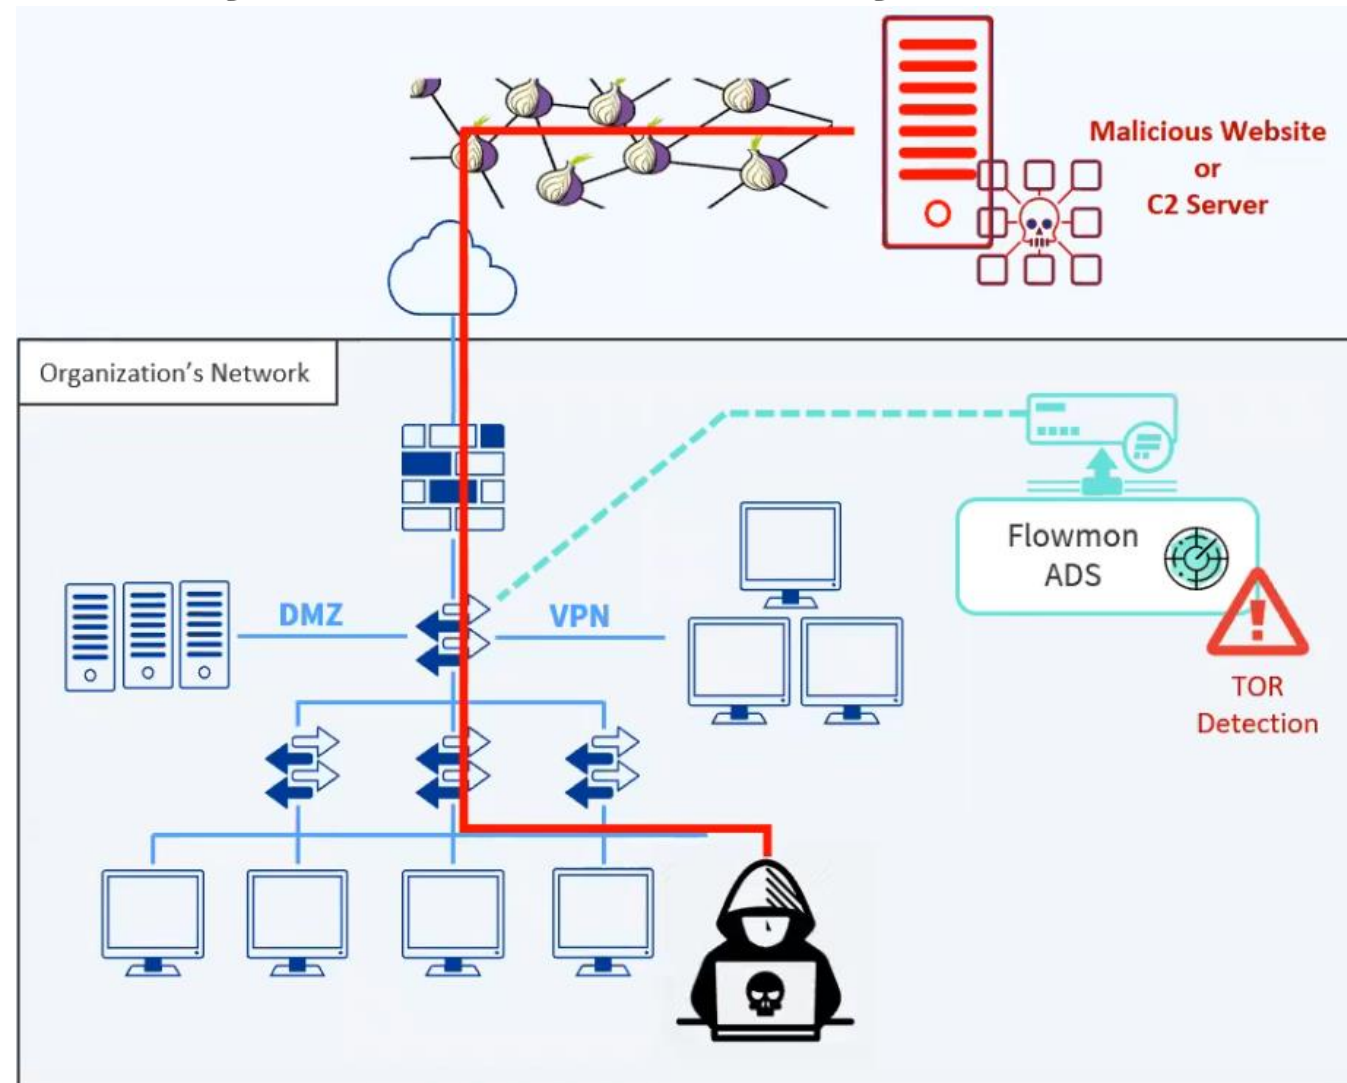 Malicious Website
or
C2 Server
Organization's Network
Flowmon
ADS
DMZ
VPN
TOR
Detection